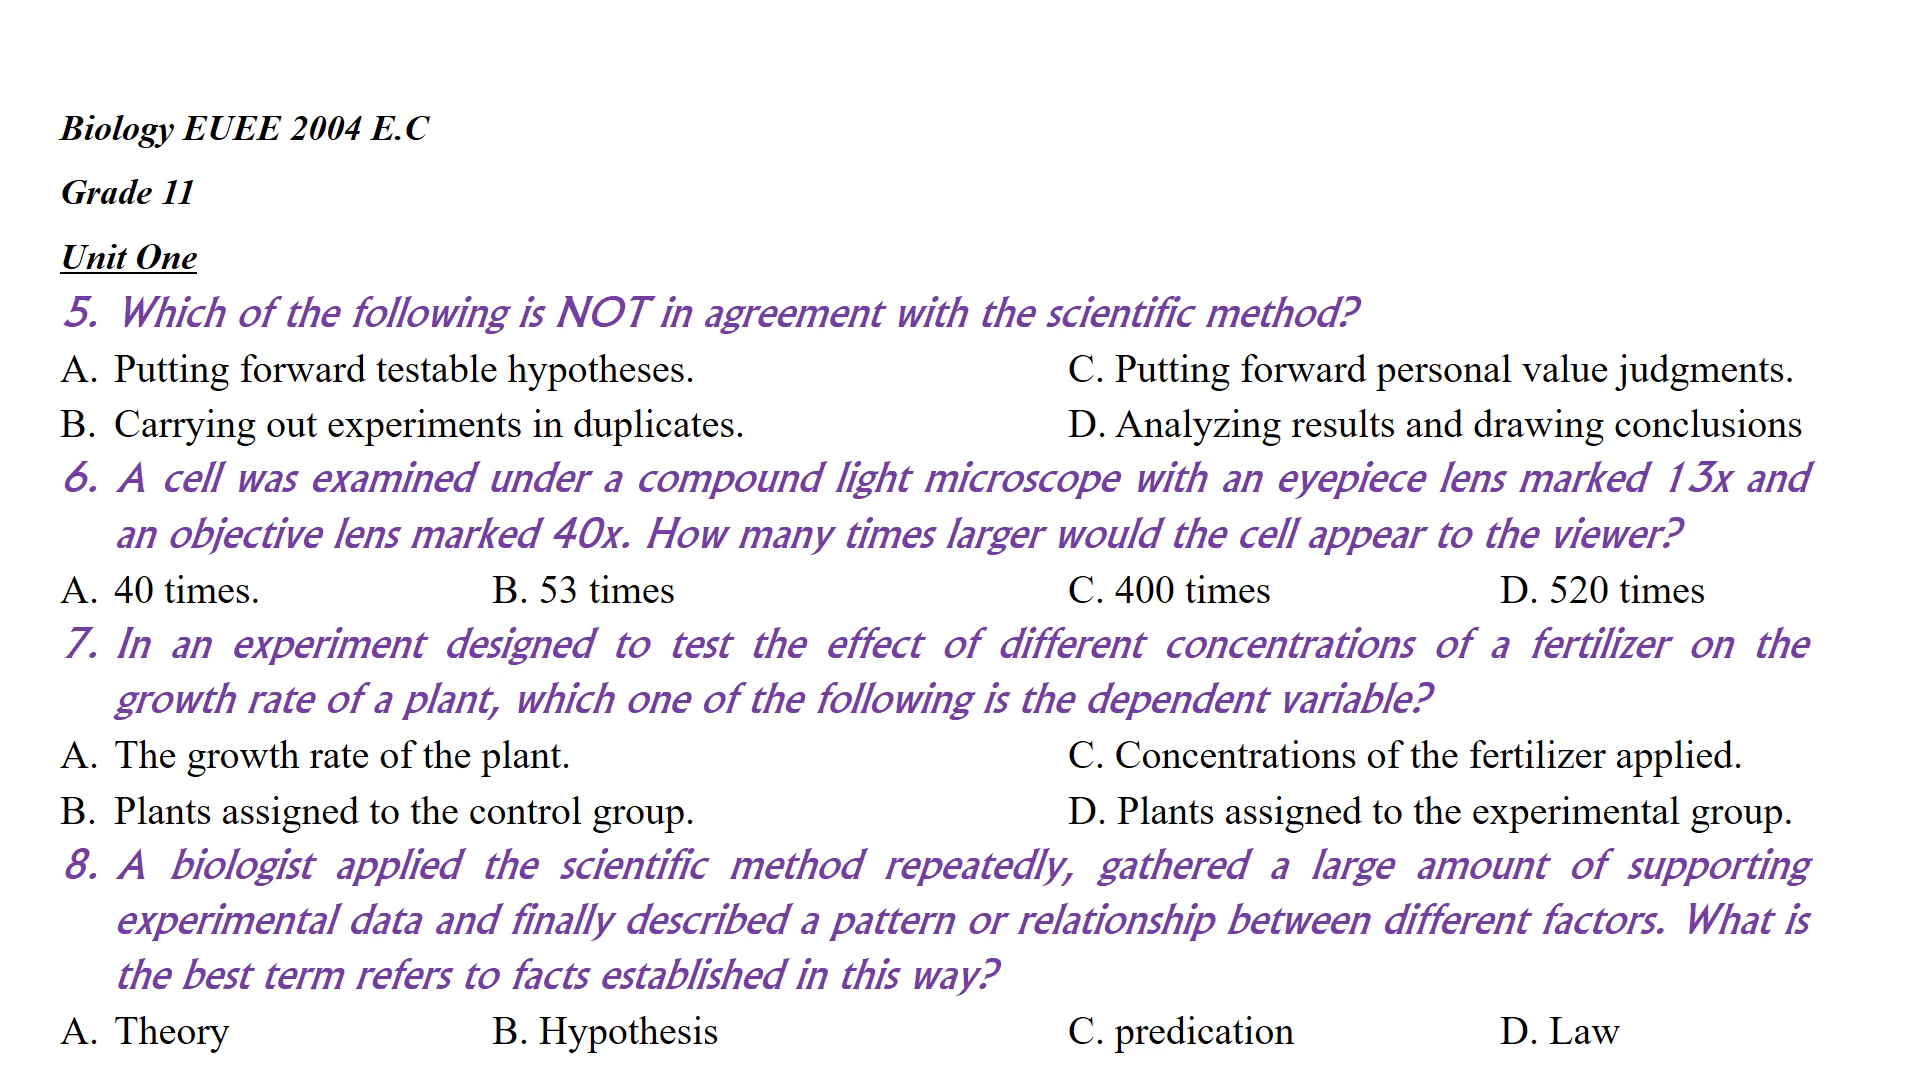 Biology EUEE 2004 E.C
Grade 11
Unit One
5. Which of the following is NOT in agreement with the scientific method?
A. Putting forward testable hypotheses. C. Putting forward personal value judgments.
B. Carrying out experiments in duplicates. D. Analyzing results and drawing conclusions
6. A cell was examined under a compound light microscope with an eyepiece lens marked 13x and
an objective lens marked 40x. How many times larger would the cell appear to the viewer?
A. 40 times. B. 53 times C. 400 times D. 520 times
7. In an experiment designed to test the effect of different concentrations of a fertilizer on the
growth rate of a plant, which one of the following is the dependent variable?
A. The growth rate of the plant. C. Concentrations of the fertilizer applied.
B. Plants assigned to the control group. D. Plants assigned to the experimental group.
8. A biologist applied the scientific method repeatedly, gathered a large amount of supporting
experimental data and finally described a pattern or relationship between different factors. What is
the best term refers to facts established in this way?
A. Theory B. Hypothesis C. predication D. Law